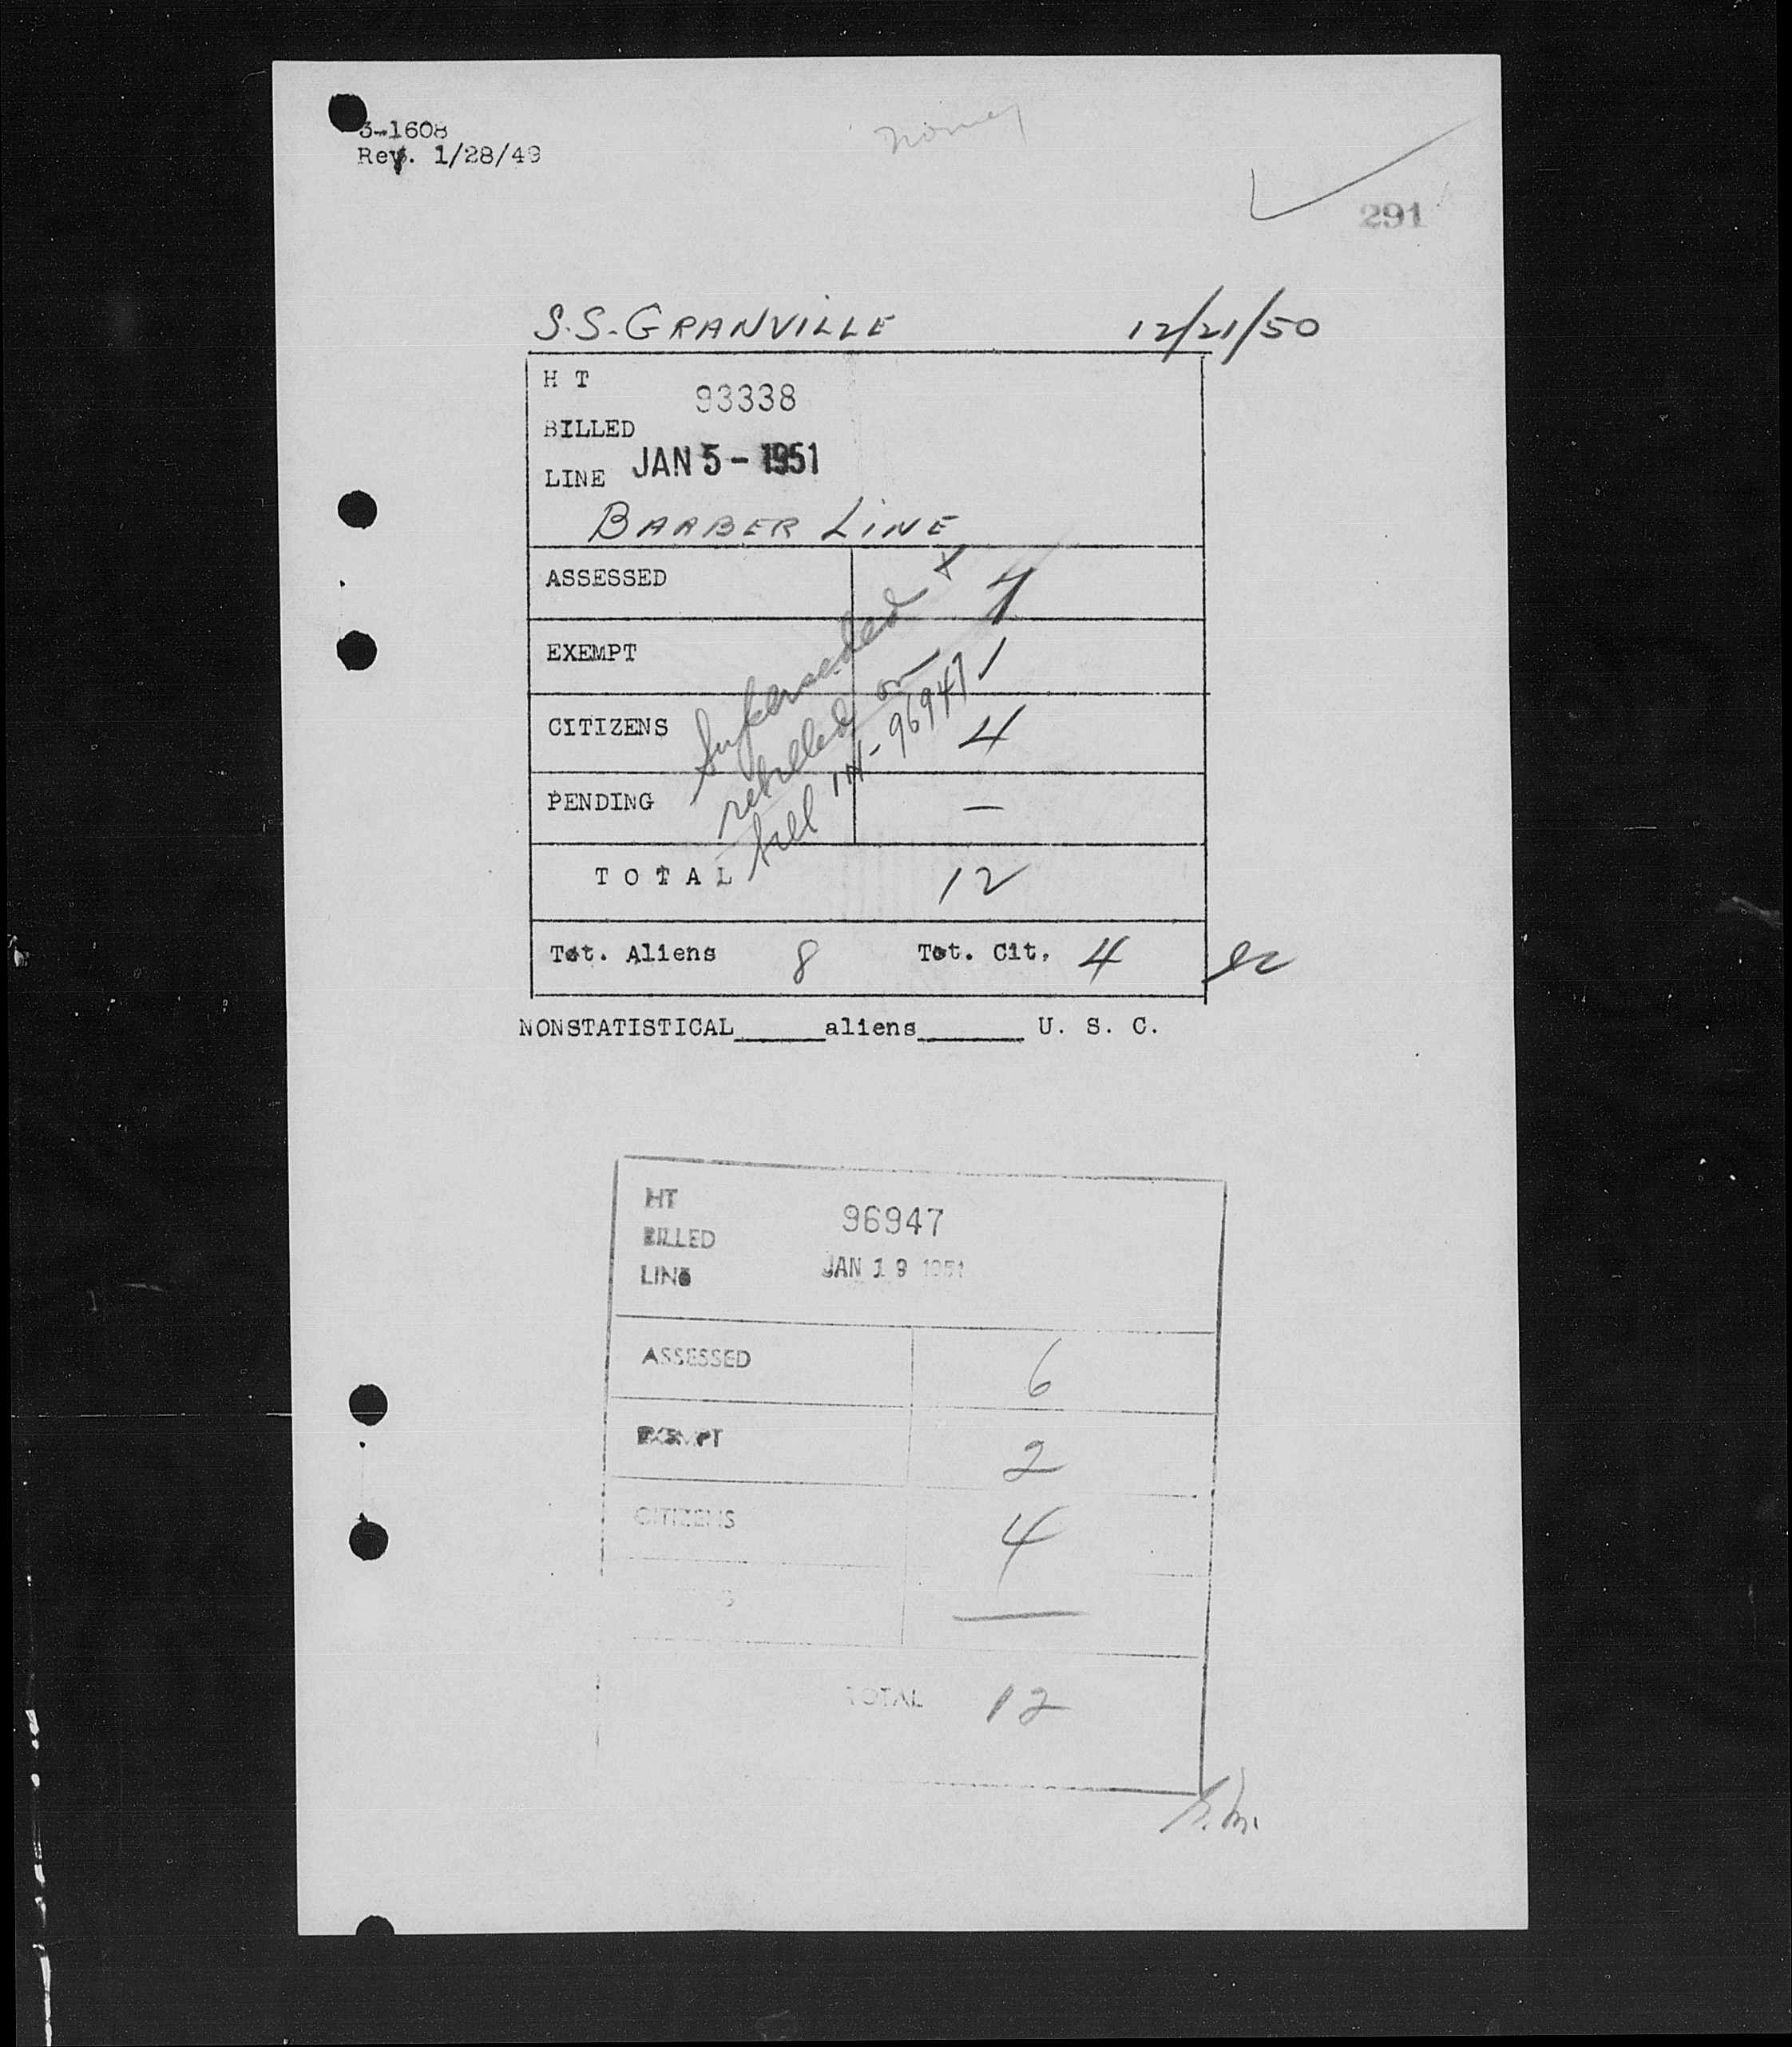 3-1608
Rev. 1/28/49
291
S.S. GRANVILLE 12/21/50
H T
93338
BILLED
JAN 5 - 1951
LINE
BARBER LINE
ASSESSED 7
EXEMPT 1
CITIZENS 4
PENDING —
Superseded &
rebilled on
bill IN-96947
TOTAL 12
Tot. Aliens 8 Tot. Cit. 4
NONSTATISTICAL_____aliens______ U. S. C.
HT
96947
BILLED
JAN 19 1951
LINE
ASSESSED 6
EXEMPT 2
CITIZENS 4
—
TOTAL 12